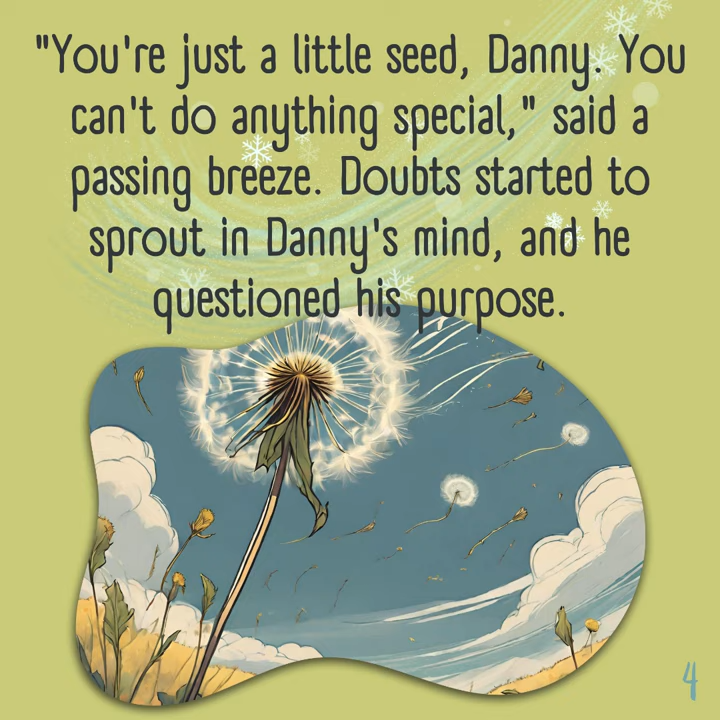 "You're just a little seed, Danny. You
can't do anything special," said a
passing breeze. Doubts started to
sprout in Danny's mind, and he
questioned his purpose.
4